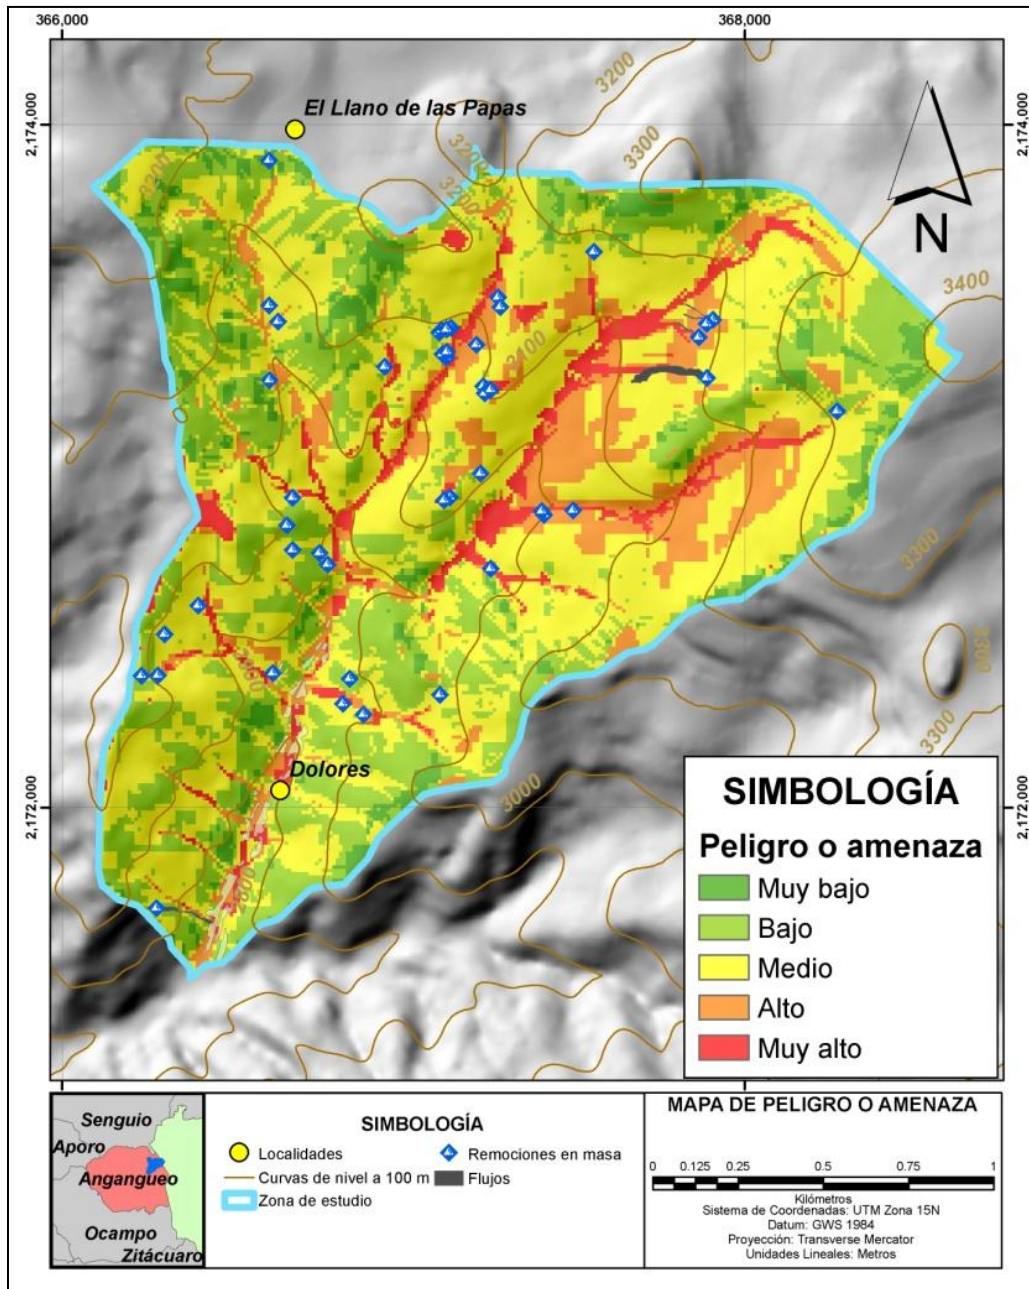 366,000
368,000
3200
El Llano de las Papas
2,174,000
2,174,000
3200
3300
3200
3200
N
3400
3100
3300
3300
3300
2,172,000
2,172,000
Dolores
3000
SIMBOLOGÍA
Peligro o amenaza
Muy bajo
Bajo
Medio
Alto
Muy alto
Senguio
Aporo
Angangueo
Ocampo
Zitácuaro
SIMBOLOGÍA
Localidades
Remociones en masa
Curvas de nivel a 100 m
Flujos
Zona de estudio
MAPA DE PELIGRO O AMENAZA
0 0.125 0.25 0.5 0.75 1
Kilómetros
Sistema de Coordenadas: UTM Zona 15N
Datum: GWS 1984
Proyección: Transverse Mercator
Unidades Lineales: Metros